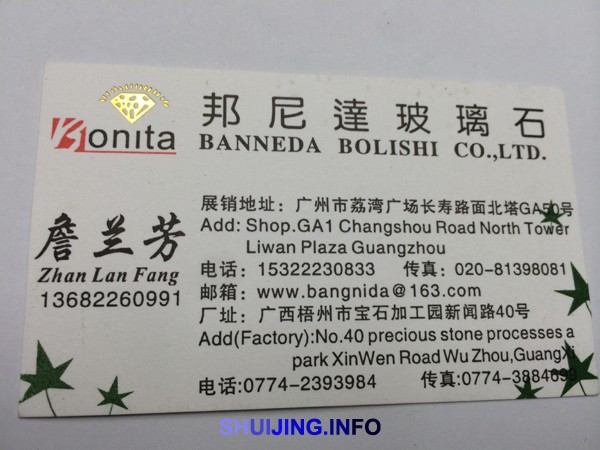 Bonita
邦尼達玻璃石
BANNEDA BOLISHI CO.,LTD.
詹兰芳
Zhan Lan Fang
13682260991
展销地址：广州市荔湾广场长寿路面北塔GA50号
Add: Shop.GA1 Changshou Road North Tower
Liwan Plaza Guangzhou
电话：15322230833 传真：020-81398081
邮箱：www.bangnida@163.com
厂址：广西梧州市宝石加工园新闻路40号
Add(Factory):No.40 precious stone processes a
park XinWen Road Wu Zhou,GuangXi
电话:0774-2393984 传真:0774-3884699
SHUIJING.INFO